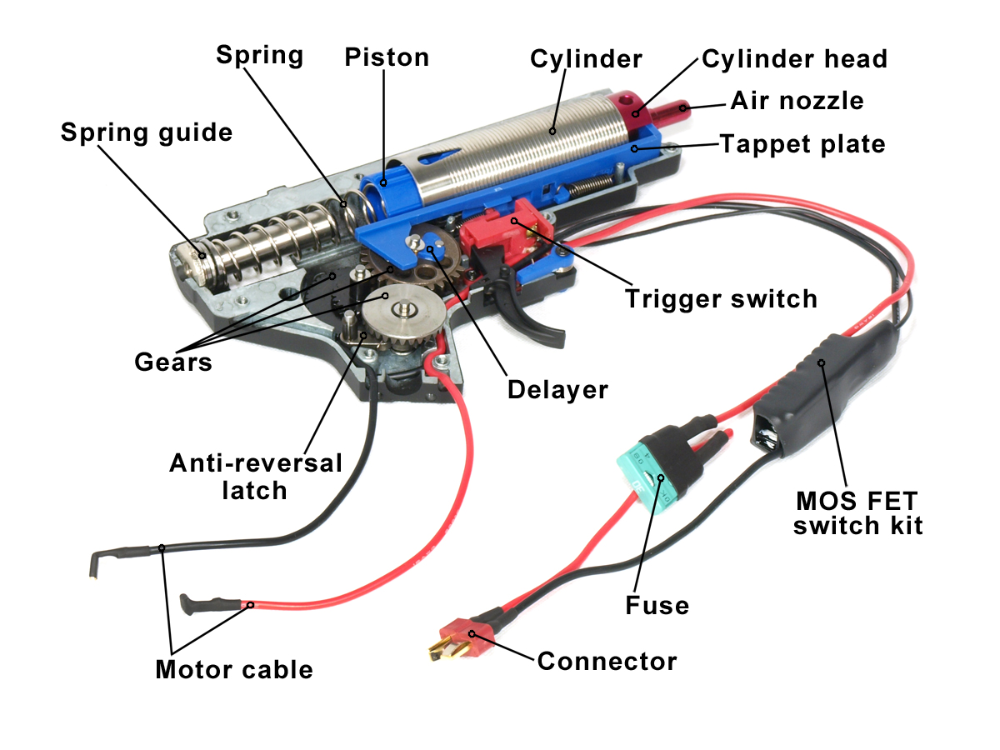 Spring
Piston
Cylinder
Cylinder head
Air nozzle
Spring guide
Tappet plate
Trigger switch
Gears
Delayer
Anti-reversal
latch
MOS FET
switch kit
Fuse
Connector
Motor cable